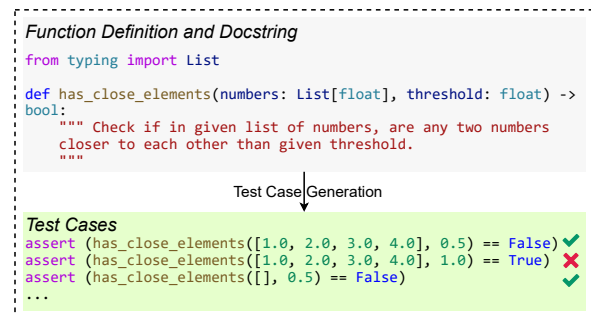 Function Definition and Docstring
from typing import List
def has_close_elements(numbers: List[float], threshold: float) ->
bool:
    """ Check if in given list of numbers, are any two numbers
    closer to each other than given threshold.
    """
Test Case Generation
Test Cases
assert (has_close_elements([1.0, 2.0, 3.0, 4.0], 0.5) == False)
assert (has_close_elements([1.0, 2.0, 3.0, 4.0], 1.0) == True)
assert (has_close_elements([], 0.5) == False)
...